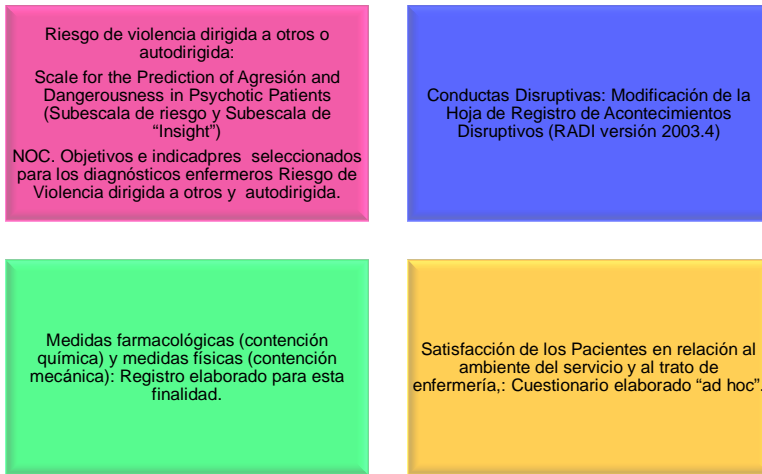 Riesgo de violencia dirigida a otros o
autodirigida:
Scale for the Prediction of Agresión and
Dangerousness in Psychotic Patients
(Subescala de riesgo y Subescala de
“Insight”)
NOC. Objetivos e indicadpres seleccionados
para los diagnósticos enfermeros Riesgo de
Violencia dirigida a otros y autodirigida.
Conductas Disruptivas: Modificación de la
Hoja de Registro de Acontecimientos
Disruptivos (RADI versión 2003.4)
Medidas farmacológicas (contención
química) y medidas físicas (contención
mecánica): Registro elaborado para esta
finalidad.
Satisfacción de los Pacientes en relación al
ambiente del servicio y al trato de
enfermería,: Cuestionario elaborado “ad hoc”.